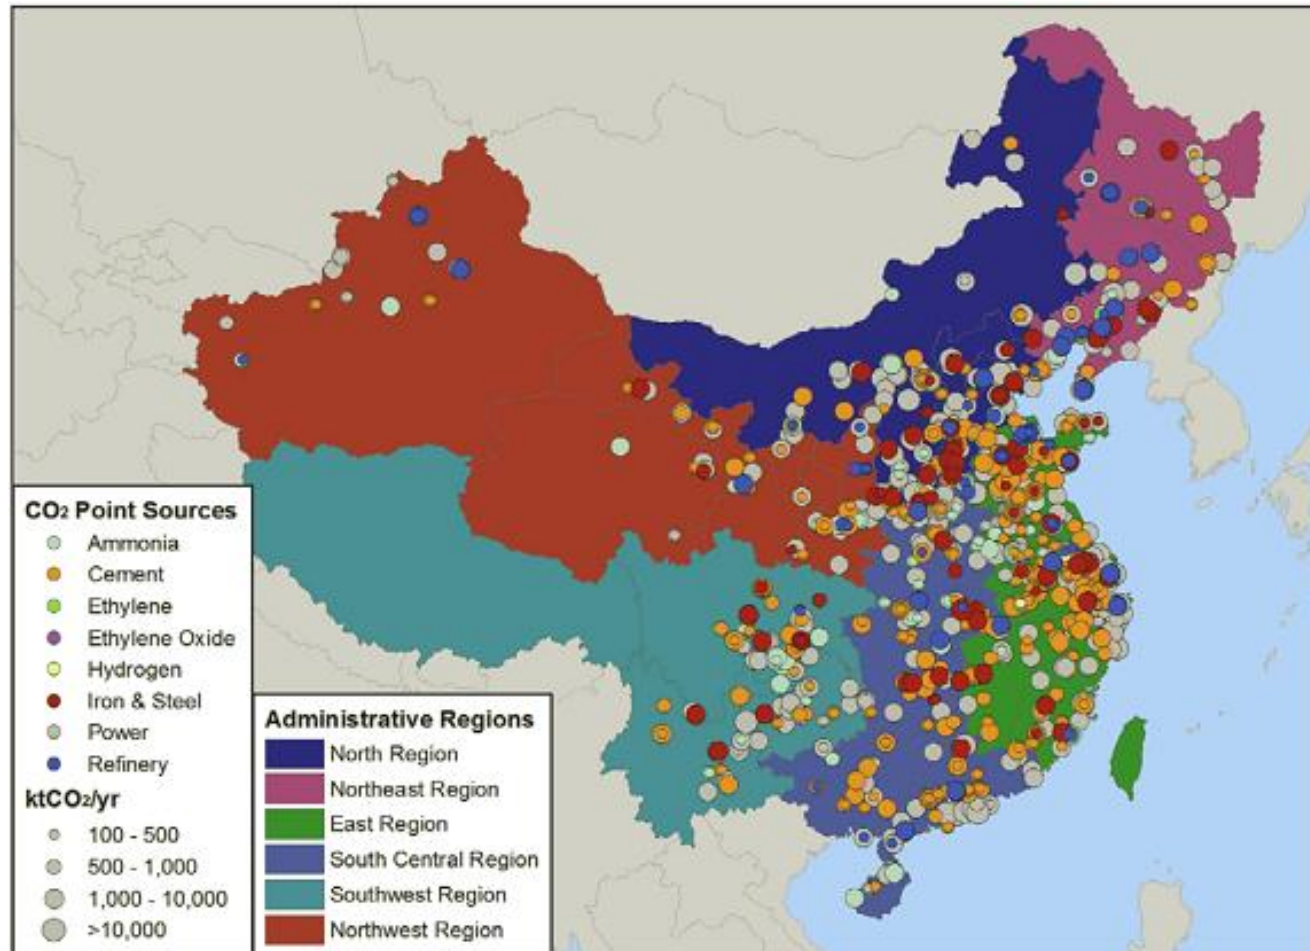 CO₂ Point Sources
Ammonia
Cement
Ethylene
Ethylene Oxide
Hydrogen
Iron & Steel
Power
Refinery
ktCO₂/yr
100 - 500
500 - 1,000
1,000 - 10,000
>10,000
Administrative Regions
North Region
Northeast Region
East Region
South Central Region
Southwest Region
Northwest Region